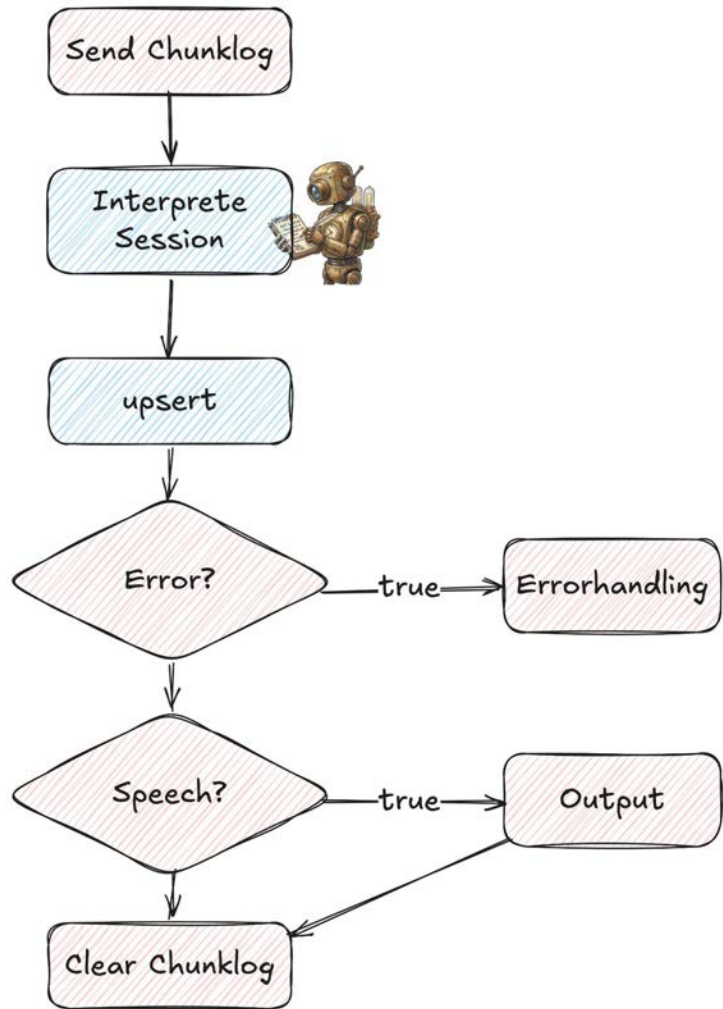 Send Chunklog
Interprete
Session
upsert
Error?
true
Errorhandling
Speech?
true
Output
Clear Chunklog